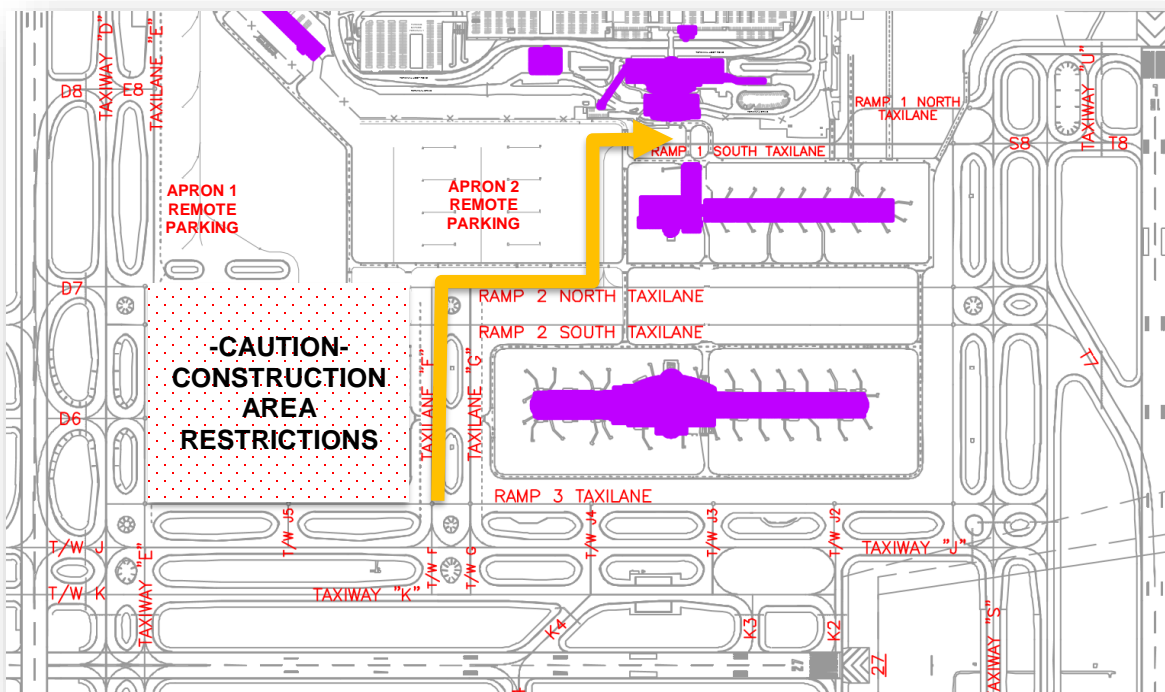 TAXIWAY "D"
TAXILANE "E"
D8
E8
TAXIWAY "U"
RAMP 1 NORTH
TAXILANE
S8
T8
RAMP 1 SOUTH TAXILANE
APRON 1
REMOTE
PARKING
APRON 2
REMOTE
PARKING
D7
RAMP 2 NORTH TAXILANE
RAMP 2 SOUTH TAXILANE
-CAUTION-
CONSTRUCTION
AREA
RESTRICTIONS
TAXILANE "F"
TAXILANE "G"
T7
D6
RAMP 3 TAXILANE
T/W J5
T/W J4
T/W J3
T/W J2
T/W J
TAXIWAY "E"
T/W F
T/W G
TAXIWAY "J"
T/W K
TAXIWAY "K"
K4
K3
K2
27
27
TAXIWAY "S"